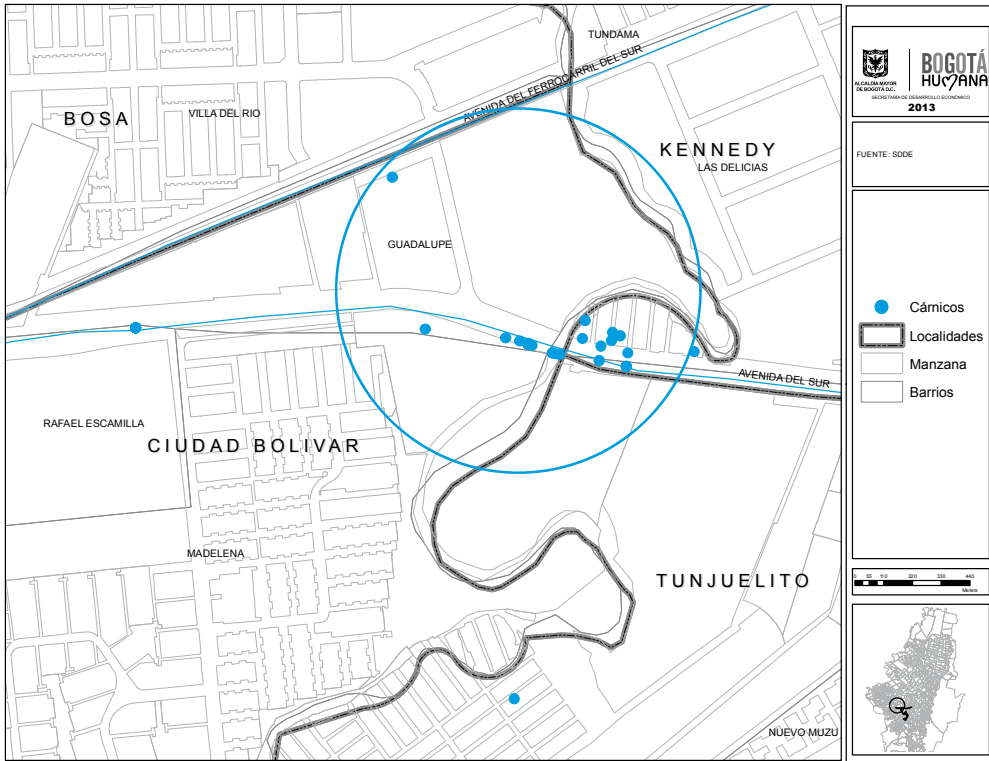 TUNDAMA
AVENIDA DEL FERROCARRIL DEL SUR
BOSA
VILLA DEL RIO
KENNEDY
LAS DELICIAS
GUADALUPE
AVENIDA DEL SUR
RAFAEL ESCAMILLA
CIUDAD BOLIVAR
MADELENA
TUNJUELITO
NUEVO MUZU
ALCALDÍA MAYOR
DE BOGOTÁ D.C.
BOGOTÁ
HUMANA
SECRETARÍA DE DESARROLLO ECONÓMICO
2013
FUENTE: SDDE
Cárnicos
Localidades
Manzana
Barrios
0 55 110 220 330 440
Meters